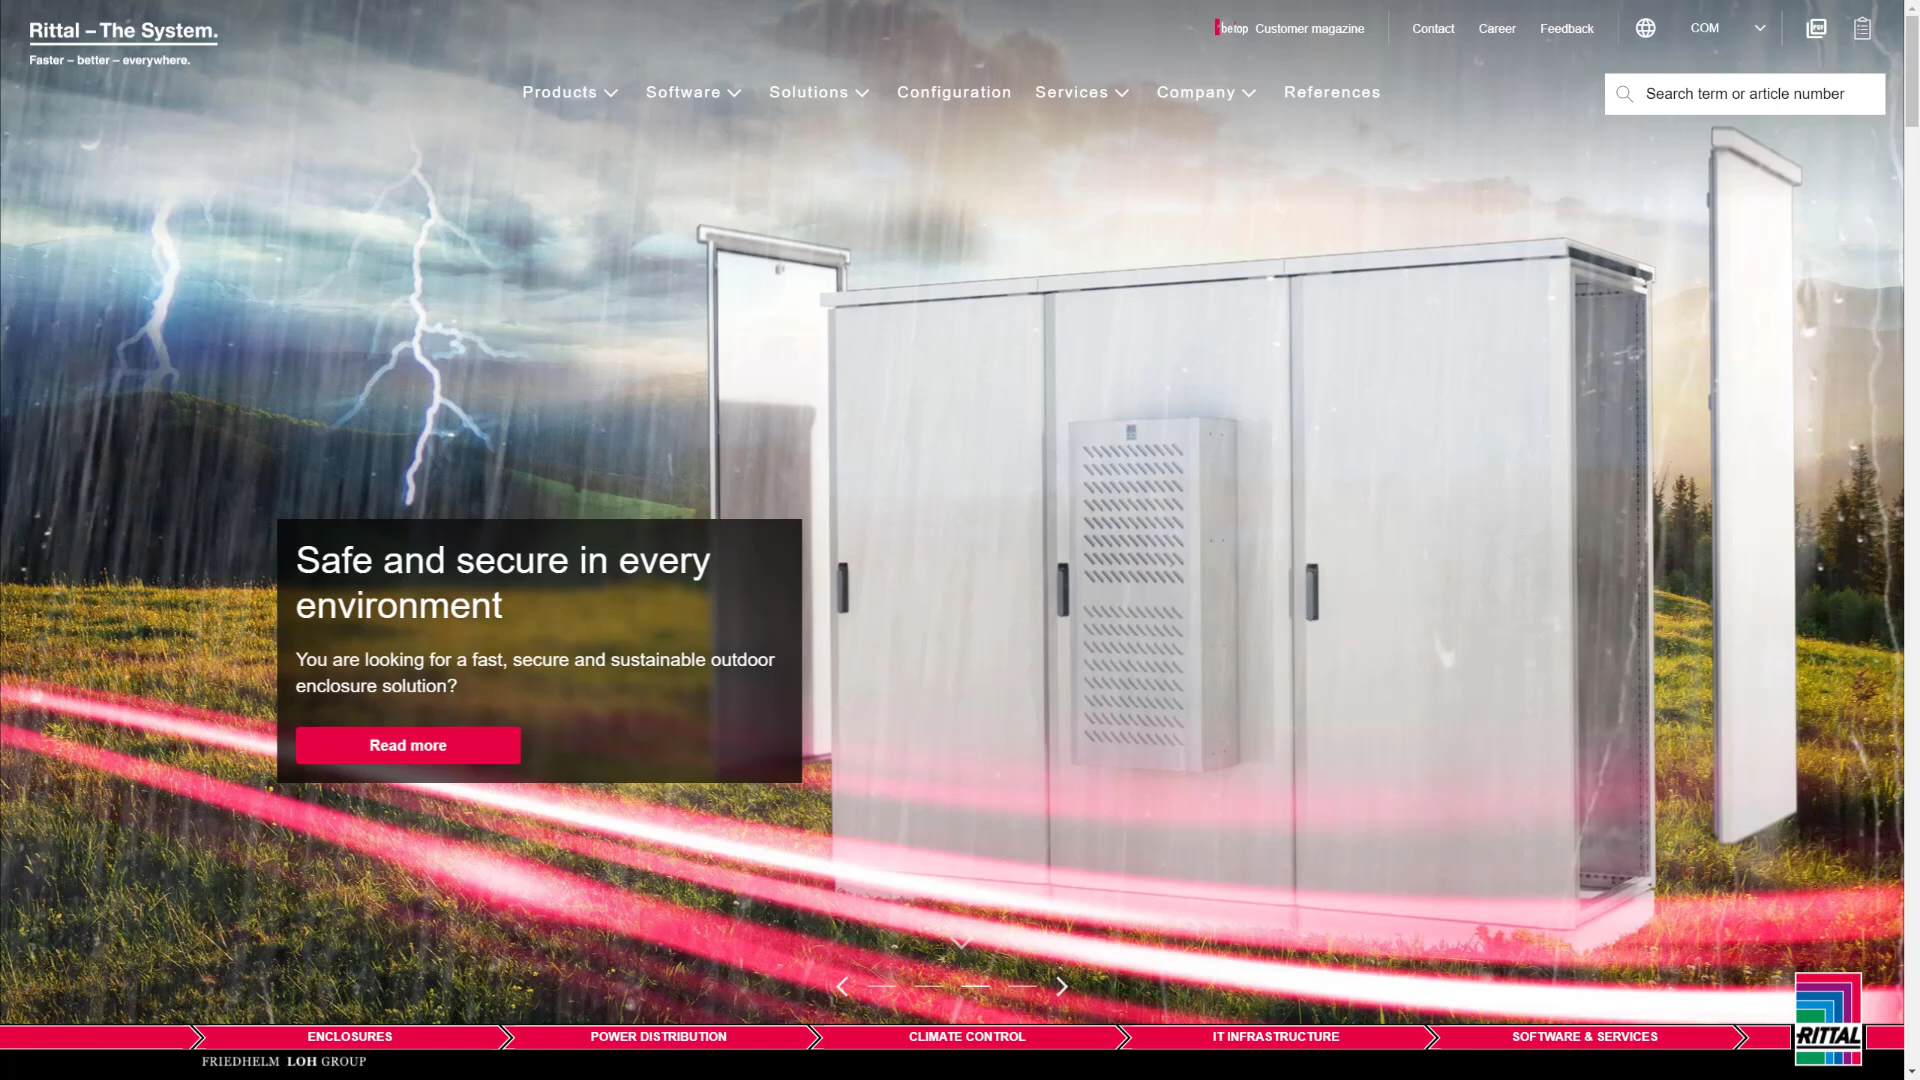 Rittal – The System.
Faster – better – everywhere.
betop Customer magazine
Contact
Career
Feedback
COM
Products
Software
Solutions
Configuration
Services
Company
References
Search term or article number
Safe and secure in every
environment
You are looking for a fast, secure and sustainable outdoor
enclosure solution?
Read more
ENCLOSURES
POWER DISTRIBUTION
CLIMATE CONTROL
IT INFRASTRUCTURE
SOFTWARE & SERVICES
RITTAL
FRIEDHELM LOH GROUP